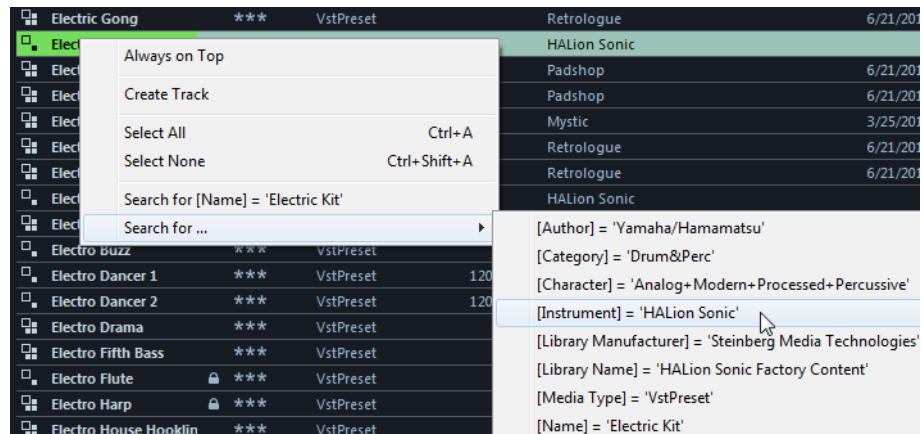 Electric Gong *** VstPreset Retrologue 6/21/201
Elect HALion Sonic
Elect Padshop 6/21/201
Elect Padshop 6/21/201
Elect Mystic 3/25/201
Elect Retrologue 6/21/201
Elect Retrologue 6/21/201
Elect HALion Sonic
Elect
Always on Top
Create Track
Select All Ctrl+A
Select None Ctrl+Shift+A
Search for [Name] = 'Electric Kit'
Search for ...
[Author] = 'Yamaha/Hamamatsu'
[Category] = 'Drum&Perc'
[Character] = 'Analog+Modern+Processed+Percussive'
[Instrument] = 'HALion Sonic'
[Library Manufacturer] = 'Steinberg Media Technologies'
[Library Name] = 'HALion Sonic Factory Content'
[Media Type] = 'VstPreset'
[Name] = 'Electric Kit'
Electro Buzz *** VstPreset
Electro Dancer 1 *** VstPreset 120
Electro Dancer 2 *** VstPreset 120
Electro Drama *** VstPreset
Electro Fifth Bass *** VstPreset
Electro Flute *** VstPreset
Electro Harp *** VstPreset
Electro House Hooklin *** VstPreset